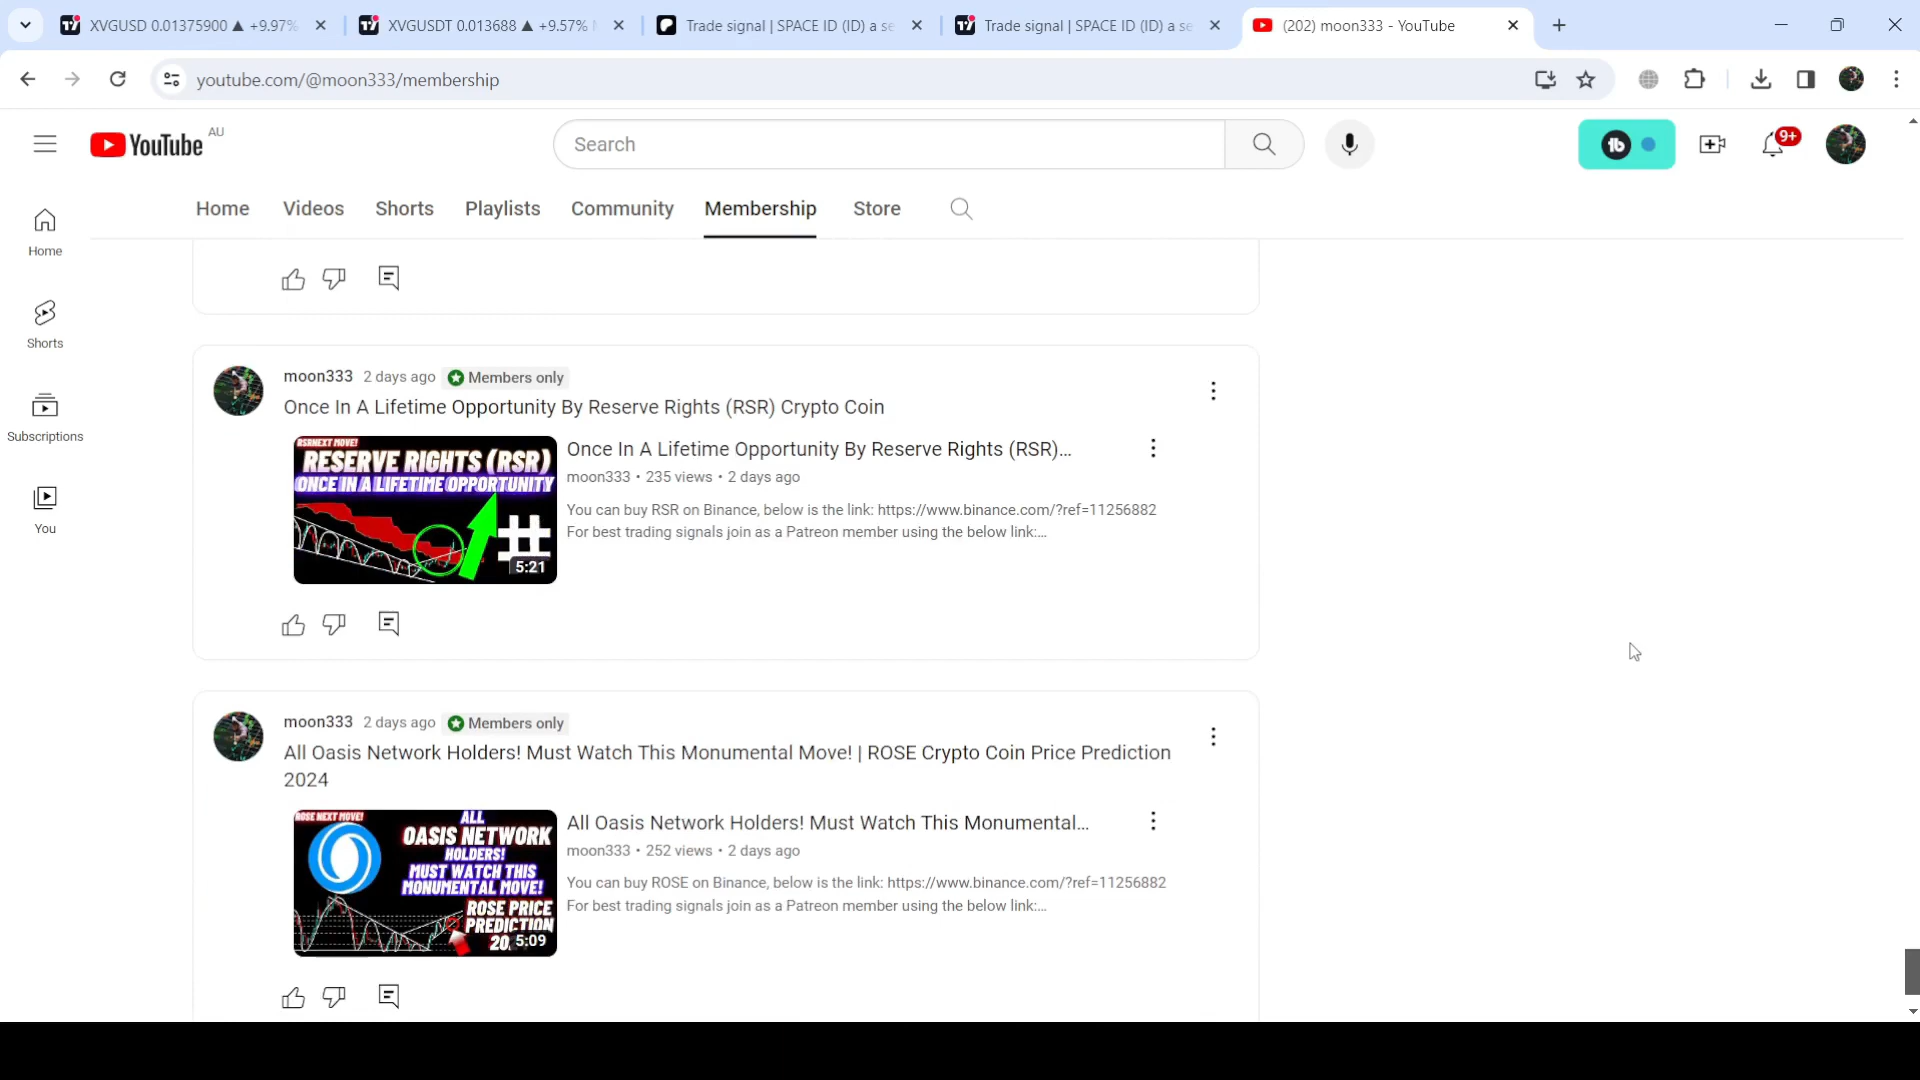 XVGUSD 0.01375900 ▲ +9.97%
XVGUSDT 0.013688 ▲ +9.57%
Trade signal | SPACE ID (ID) a se
Trade signal | SPACE ID (ID) a se
(202) moon333 - YouTube
youtube.com/@moon333/membership
YouTube AU
Search
9+
Home Videos Shorts Playlists Community Membership Store
Home
Shorts
Subscriptions
You
moon333 2 days ago Members only
Once In A Lifetime Opportunity By Reserve Rights (RSR) Crypto Coin
RSR NEXT MOVE!
RESERVE RIGHTS (RSR)
ONCE IN A LIFETIME OPPORTUNITY
5:21
Once In A Lifetime Opportunity By Reserve Rights (RSR)...
moon333 • 235 views • 2 days ago
You can buy RSR on Binance, below is the link: https://www.binance.com/?ref=11256882
For best trading signals join as a Patreon member using the below link:...
moon333 2 days ago Members only
All Oasis Network Holders! Must Watch This Monumental Move! | ROSE Crypto Coin Price Prediction
2024
ROSE NEXT MOVE!
ALL
OASIS NETWORK
HOLDERS!
MUST WATCH THIS
MONUMENTAL MOVE!
ROSE PRICE
PREDICTION
20
5:09
All Oasis Network Holders! Must Watch This Monumental...
moon333 • 252 views • 2 days ago
You can buy ROSE on Binance, below is the link: https://www.binance.com/?ref=11256882
For best trading signals join as a Patreon member using the below link:...